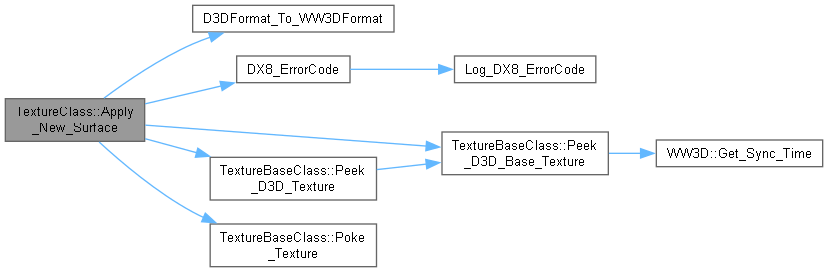 D3DFormat_To_WW3DFormat
DX8_ErrorCode
Log_DX8_ErrorCode
TextureClass::Apply
_New_Surface
TextureBaseClass::Peek
_D3D_Base_Texture
WW3D::Get_Sync_Time
TextureBaseClass::Peek
_D3D_Texture
TextureBaseClass::Poke
_Texture